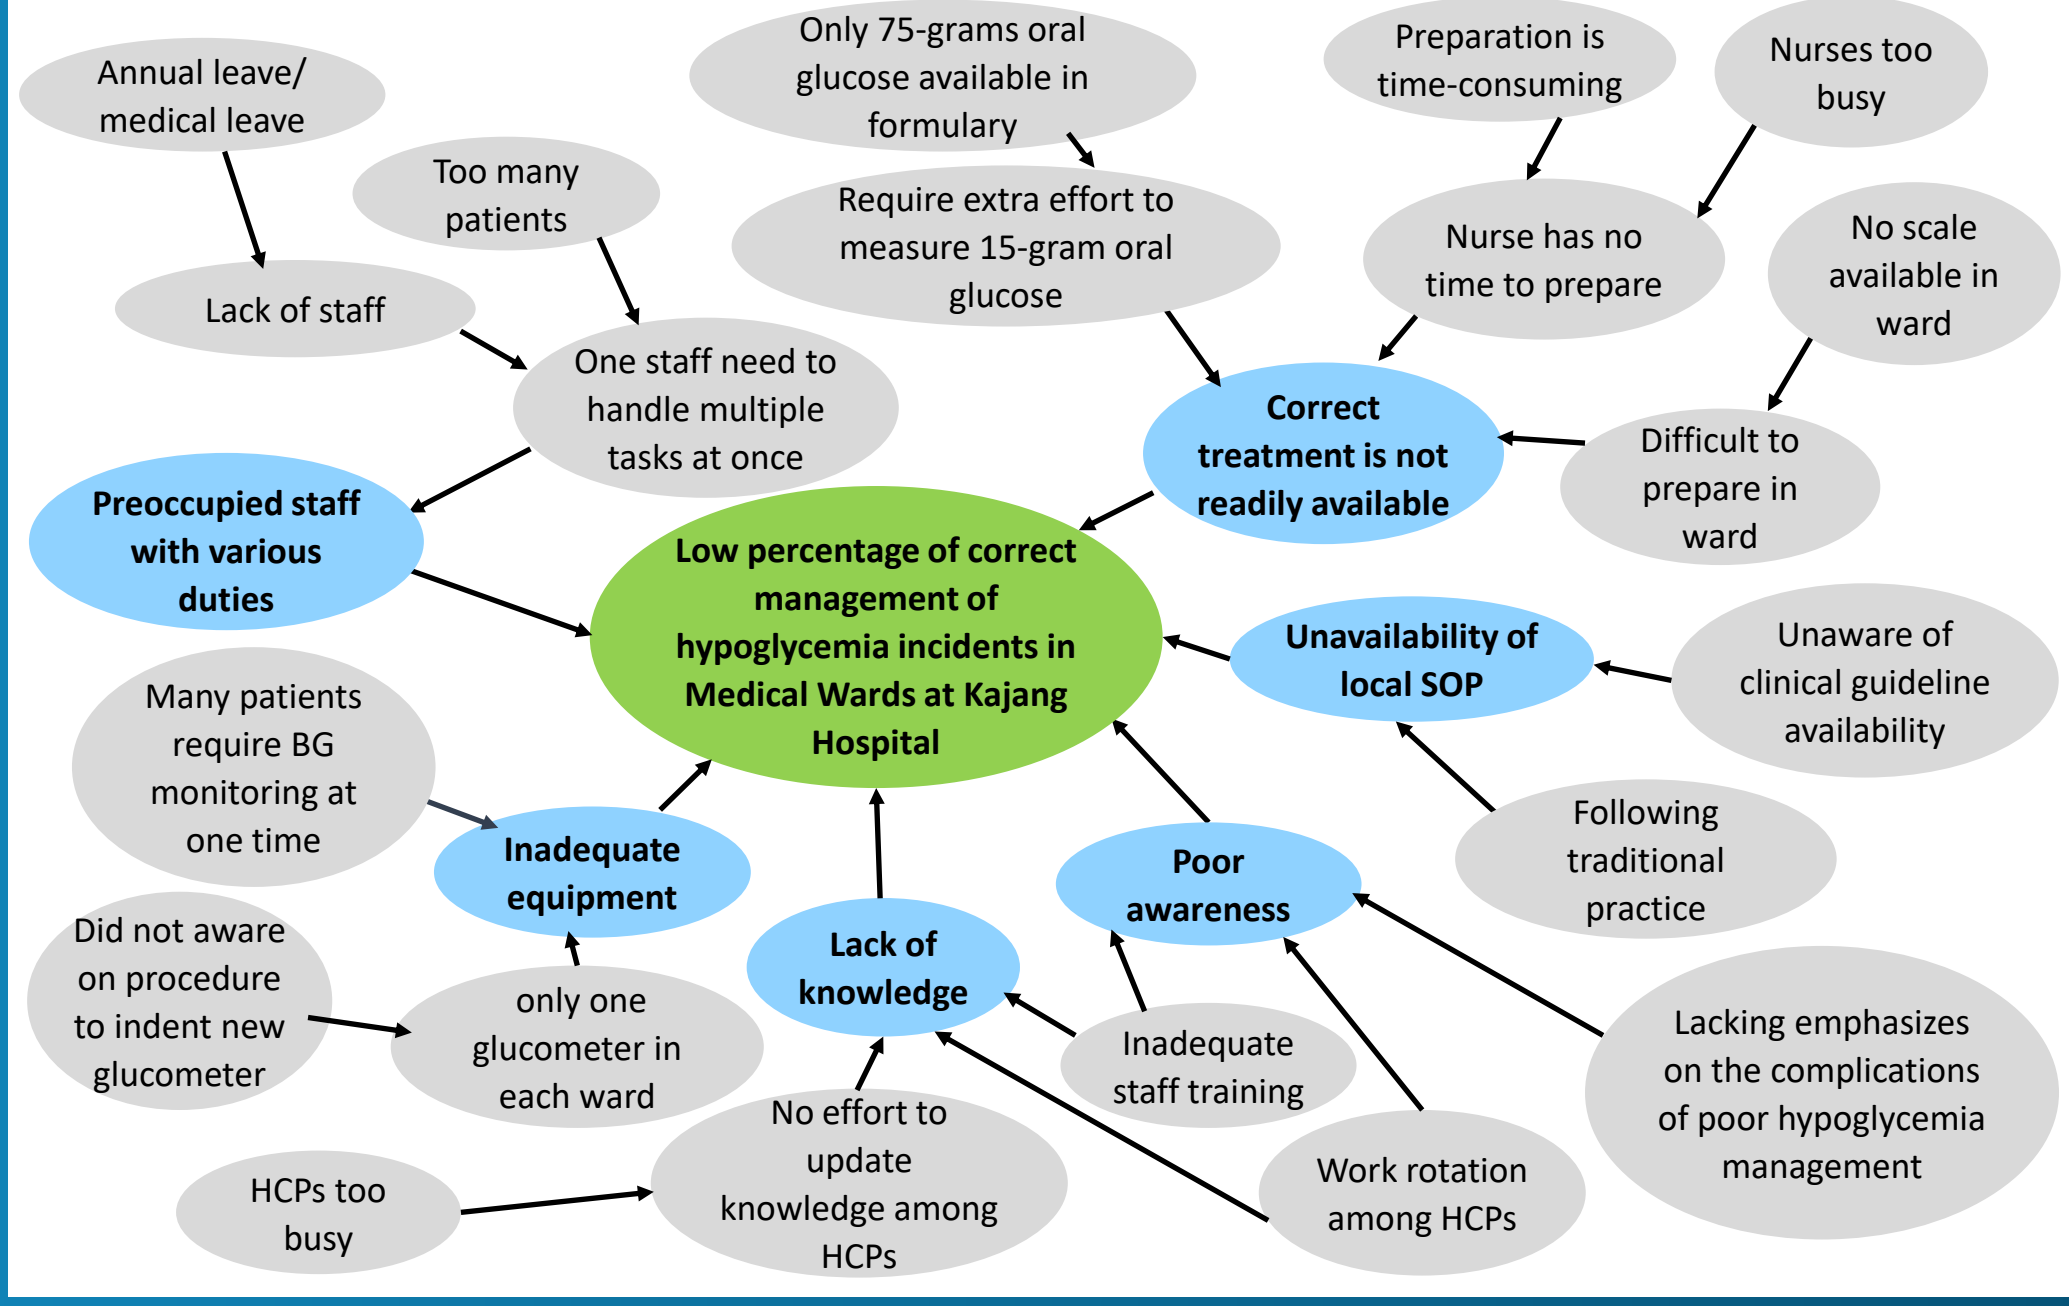 Annual leave/
medical leave
Too many
patients
Lack of staff
One staff need to
handle multiple
tasks at once
Preoccupied staff
with various
duties
Only 75-grams oral
glucose available in
formulary
Require extra effort to
measure 15-gram oral
glucose
Preparation is
time-consuming
Nurses too
busy
Nurse has no
time to prepare
No scale
available in
ward
Correct
treatment is not
readily available
Difficult to
prepare in
ward
Low percentage of correct
management of
hypoglycemia incidents in
Medical Wards at Kajang
Hospital
Unavailability of
local SOP
Unaware of
clinical guideline
availability
Following
traditional
practice
Many patients
require BG
monitoring at
one time
Inadequate
equipment
Did not aware
on procedure
to indent new
glucometer
only one
glucometer in
each ward
Lack of
knowledge
Poor
awareness
Inadequate
staff training
HCPs too
busy
No effort to
update
knowledge among
HCPs
Work rotation
among HCPs
Lacking emphasizes
on the complications
of poor hypoglycemia
management